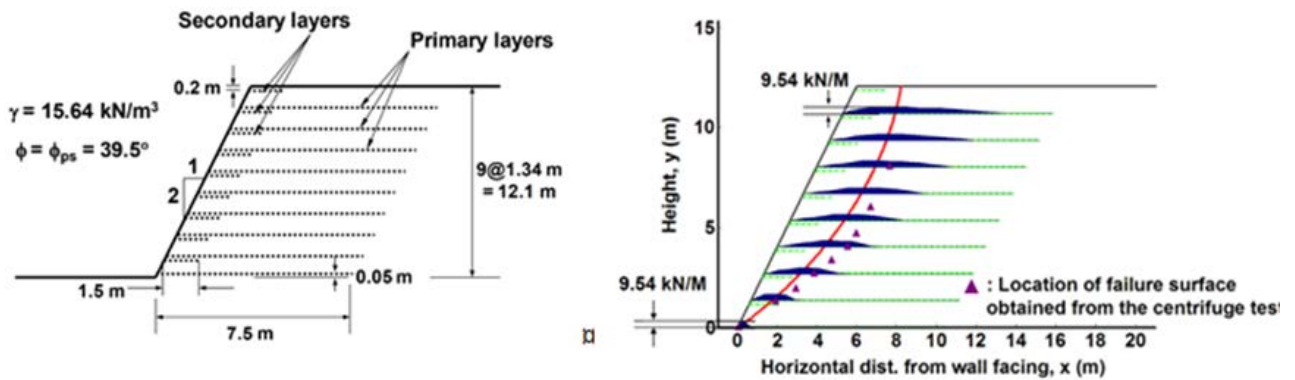 Secondary layers
Primary layers
0.2 m
γ = 15.64 kN/m³
ϕ = ϕps = 39.5°
1
2
9@1.34 m
= 12.1 m
0.05 m
1.5 m
7.5 m
¤
15
10
5
0
Height, y (m)
9.54 kN/M
9.54 kN/M
▲ : Location of failure surface
obtained from the centrifuge test
0 2 4 6 8 10 12 14 16 18 20
Horizontal dist. from wall facing, x (m)